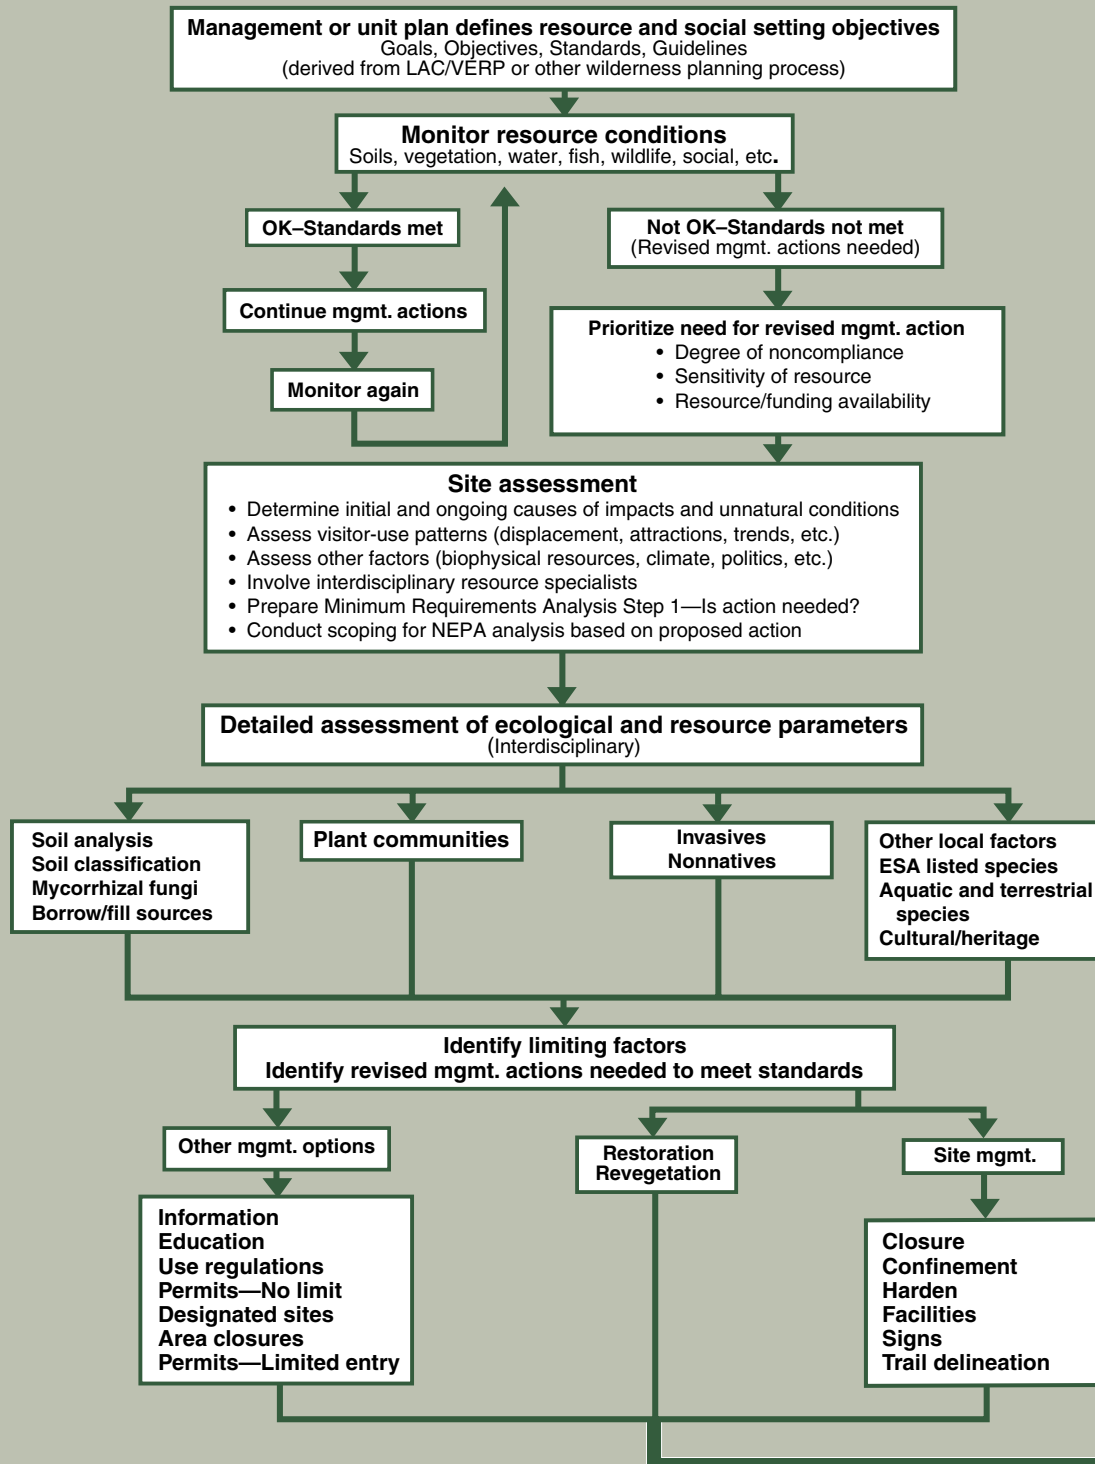 Management or unit plan defines resource and social setting objectives
Goals, Objectives, Standards, Guidelines
(derived from LAC/VERP or other wilderness planning process)
Monitor resource conditions
Soils, vegetation, water, fish, wildlife, social, etc.
OK–Standards met
Continue mgmt. actions
Monitor again
Not OK–Standards not met
(Revised mgmt. actions needed)
Prioritize need for revised mgmt. action
• Degree of noncompliance
• Sensitivity of resource
• Resource/funding availability
Site assessment
• Determine initial and ongoing causes of impacts and unnatural conditions
• Assess visitor-use patterns (displacement, attractions, trends, etc.)
• Assess other factors (biophysical resources, climate, politics, etc.)
• Involve interdisciplinary resource specialists
• Prepare Minimum Requirements Analysis Step 1—Is action needed?
• Conduct scoping for NEPA analysis based on proposed action
Detailed assessment of ecological and resource parameters
(Interdisciplinary)
Soil analysis
Soil classification
Mycorrhizal fungi
Borrow/fill sources
Plant communities
Invasives
Nonnatives
Other local factors
ESA listed species
Aquatic and terrestrial
species
Cultural/heritage
Identify limiting factors
Identify revised mgmt. actions needed to meet standards
Other mgmt. options
Information
Education
Use regulations
Permits—No limit
Designated sites
Area closures
Permits—Limited entry
Restoration
Revegetation
Site mgmt.
Closure
Confinement
Harden
Facilities
Signs
Trail delineation